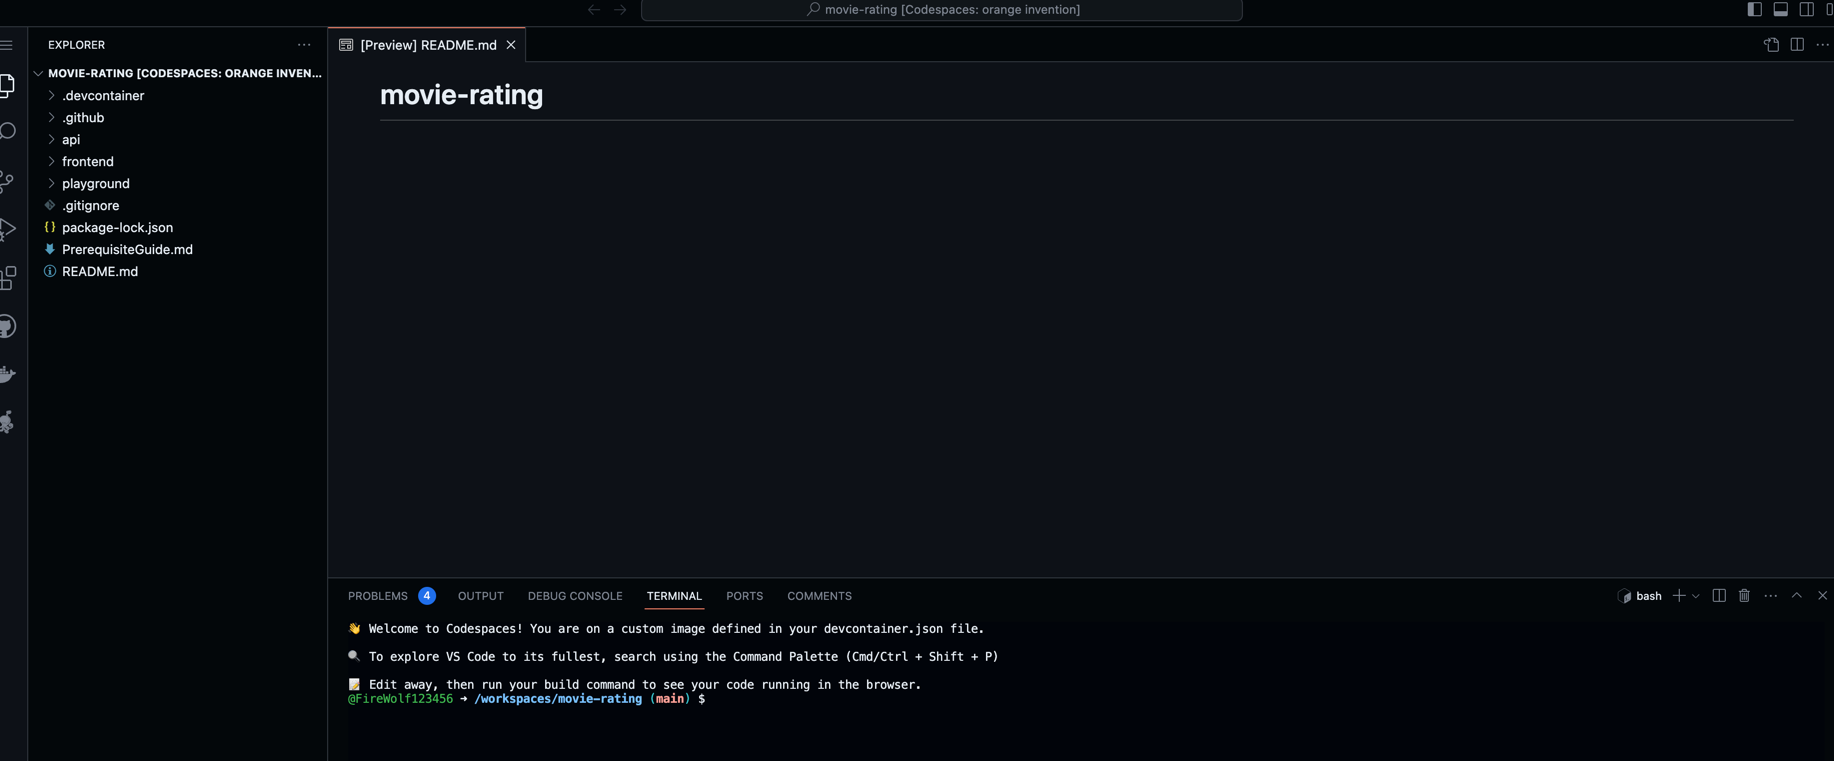 movie-rating [Codespaces: orange invention]
EXPLORER
MOVIE-RATING [CODESPACES: ORANGE INVEN...
.devcontainer
.github
api
frontend
playground
.gitignore
{} package-lock.json
PrerequisiteGuide.md
README.md
[Preview] README.md
movie-rating
PROBLEMS 4 OUTPUT DEBUG CONSOLE TERMINAL PORTS COMMENTS
bash
👋 Welcome to Codespaces! You are on a custom image defined in your devcontainer.json file.
🔍 To explore VS Code to its fullest, search using the Command Palette (Cmd/Ctrl + Shift + P)
📝 Edit away, then run your build command to see your code running in the browser.
@FireWolf123456 → /workspaces/movie-rating (main) $